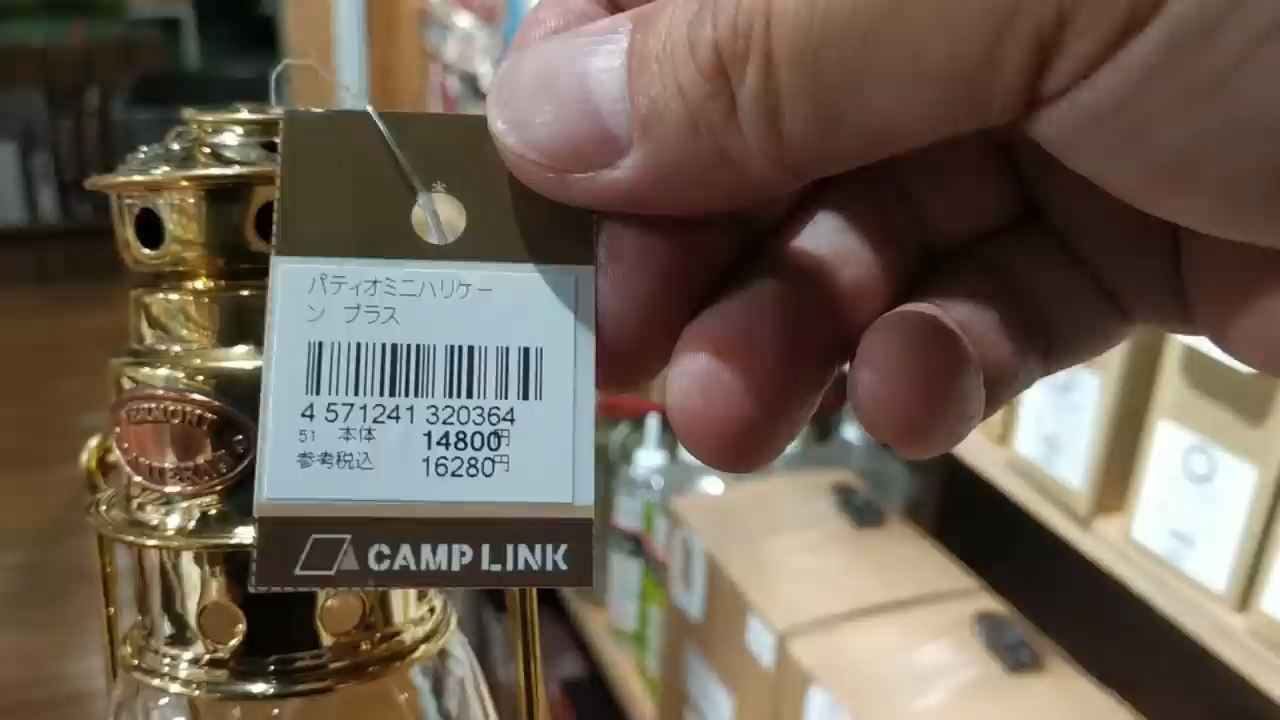 パティオミニハリケー
ン ブラス
4 571241 320364
51 本体 14800円
参考税込 16280円
CAMP LINK